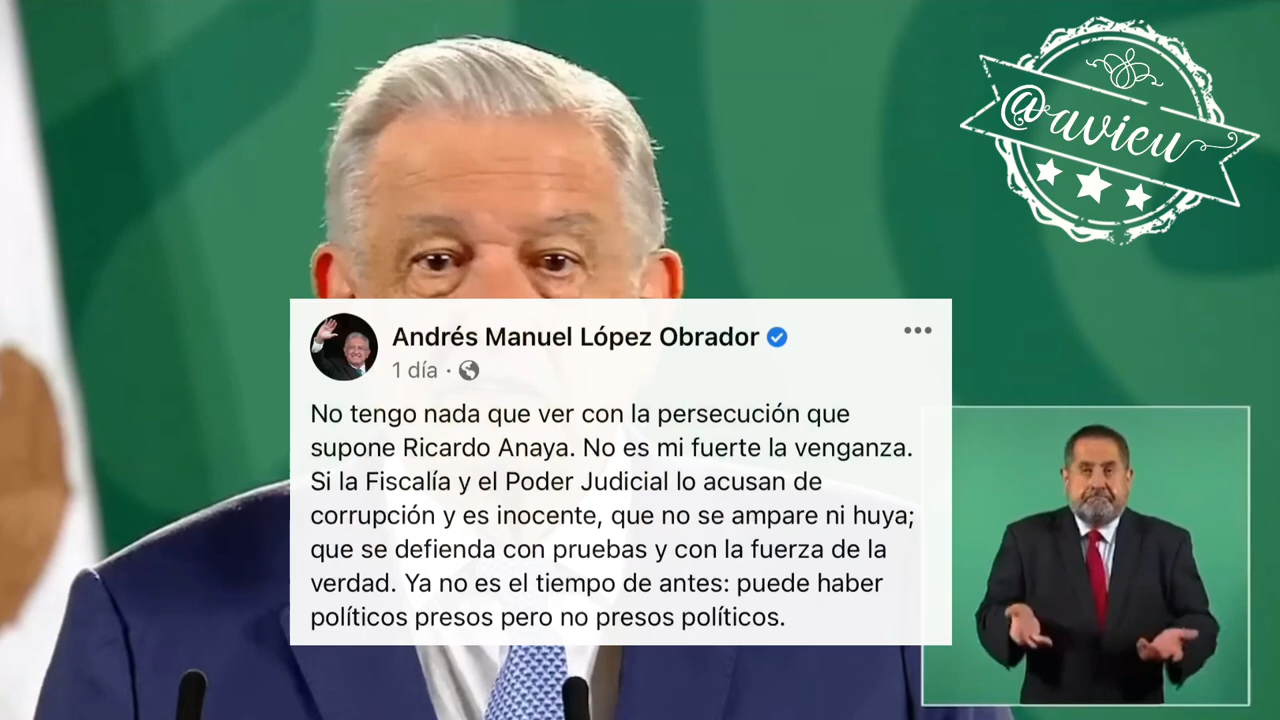 @avieu
Andrés Manuel López Obrador
1 día ·
No tengo nada que ver con la persecución que
supone Ricardo Anaya. No es mi fuerte la venganza.
Si la Fiscalía y el Poder Judicial lo acusan de
corrupción y es inocente, que no se ampare ni huya;
que se defienda con pruebas y con la fuerza de la
verdad. Ya no es el tiempo de antes: puede haber
políticos presos pero no presos políticos.